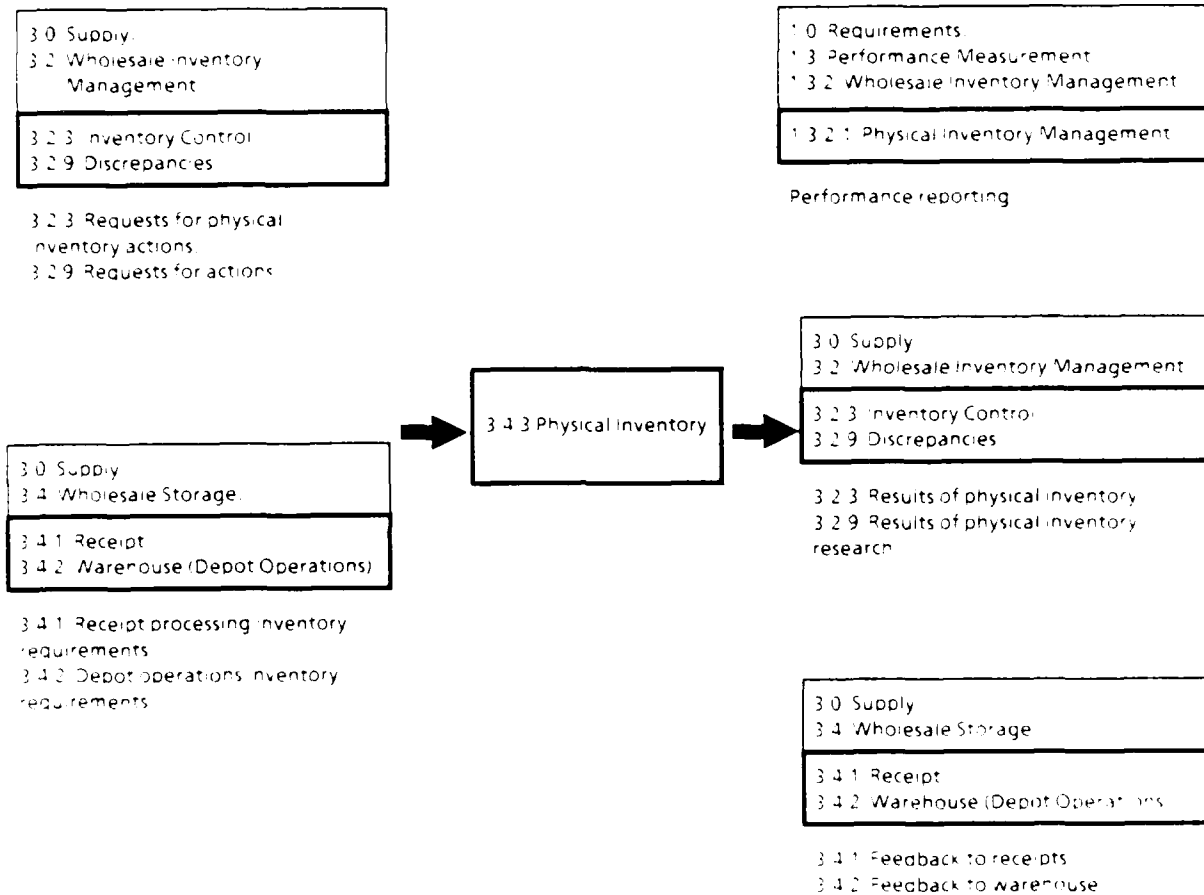 3.0 Supply
3.2 Wholesale Inventory
Management
3.2.3 Inventory Control
3.2.9 Discrepancies
3.2.3 Requests for physical
inventory actions.
3.2.9 Requests for actions
3.0 Supply
3.4 Wholesale Storage
3.4.1 Receipt
3.4.2 Warehouse (Depot Operations)
3.4.1 Receipt processing inventory
requirements
3.4.2 Depot operations inventory
requirements
3.4.3 Physical Inventory
1.0 Requirements
1.3 Performance Measurement
1.3.2 Wholesale Inventory Management
1.3.2.1 Physical Inventory Management
Performance reporting
3.0 Supply
3.2 Wholesale Inventory Management
3.2.3 Inventory Control
3.2.9 Discrepancies
3.2.3 Results of physical inventory
3.2.9 Results of physical inventory
research
3.0 Supply
3.4 Wholesale Storage
3.4.1 Receipt
3.4.2 Warehouse (Depot Operations
3.4.1 Feedback to receipts
3.4.2 Feedback to warehouse